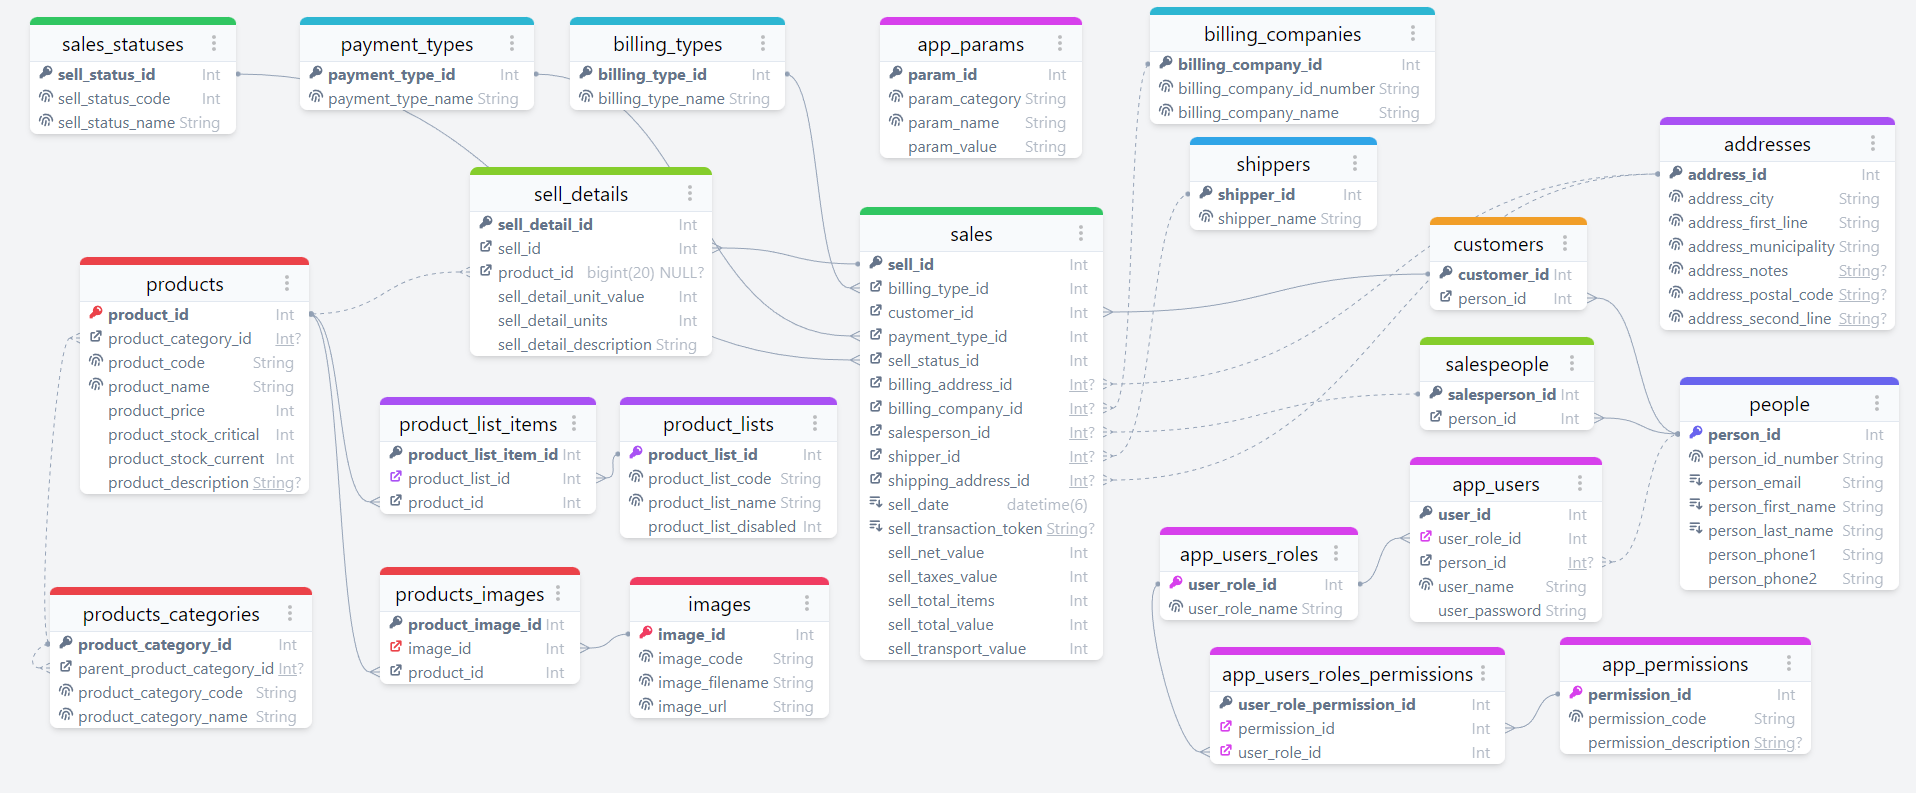 sales_statuses
sell_status_id Int
sell_status_code Int
sell_status_name String
payment_types
payment_type_id Int
payment_type_name String
billing_types
billing_type_id Int
billing_type_name String
app_params
param_id Int
param_category String
param_name String
param_value String
billing_companies
billing_company_id Int
billing_company_id_number String
billing_company_name String
shippers
shipper_id Int
shipper_name String
addresses
address_id Int
address_city String
address_first_line String
address_municipality String
address_notes String?
address_postal_code String?
address_second_line String?
sell_details
sell_detail_id Int
sell_id Int
product_id bigint(20) NULL?
sell_detail_unit_value Int
sell_detail_units Int
sell_detail_description String
sales
sell_id Int
billing_type_id Int
customer_id Int
payment_type_id Int
sell_status_id Int
billing_address_id Int?
billing_company_id Int?
salesperson_id Int?
shipper_id Int?
shipping_address_id Int?
sell_date datetime(6)
sell_transaction_token String?
sell_net_value Int
sell_taxes_value Int
sell_total_items Int
sell_total_value Int
sell_transport_value Int
customers
customer_id Int
person_id Int
salespeople
salesperson_id Int
person_id Int
people
person_id Int
person_id_number String
person_email String
person_first_name String
person_last_name String
person_phone1 String
person_phone2 String
products
product_id Int
product_category_id Int?
product_code String
product_name String
product_price Int
product_stock_critical Int
product_stock_current Int
product_description String?
product_list_items
product_list_item_id Int
product_list_id Int
product_id Int
product_lists
product_list_id Int
product_list_code String
product_list_name String
product_list_disabled Int
app_users
user_id Int
user_role_id Int
person_id Int?
user_name String
user_password String
app_users_roles
user_role_id Int
user_role_name String
products_categories
product_category_id Int
parent_product_category_id Int?
product_category_code String
product_category_name String
products_images
product_image_id Int
image_id Int
product_id Int
images
image_id Int
image_code String
image_filename String
image_url String
app_users_roles_permissions
user_role_permission_id Int
permission_id Int
user_role_id Int
app_permissions
permission_id Int
permission_code String
permission_description String?